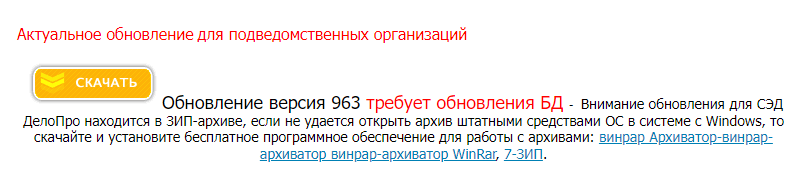 Актуальное обновление для подведомственных организаций
СКАЧАТЬ
Обновление версия 963 требует обновления БД - Внимание обновления для СЭД
ДелоПро находится в ЗИП-архиве, если не удается открыть архив штатными средствами ОС в системе с Windows, то
скачайте и установите бесплатное программное обеспечение для работы с архивами: винрар Архиватор-винрар-
архиватор винрар-архиватор WinRar, 7-ЗИП.